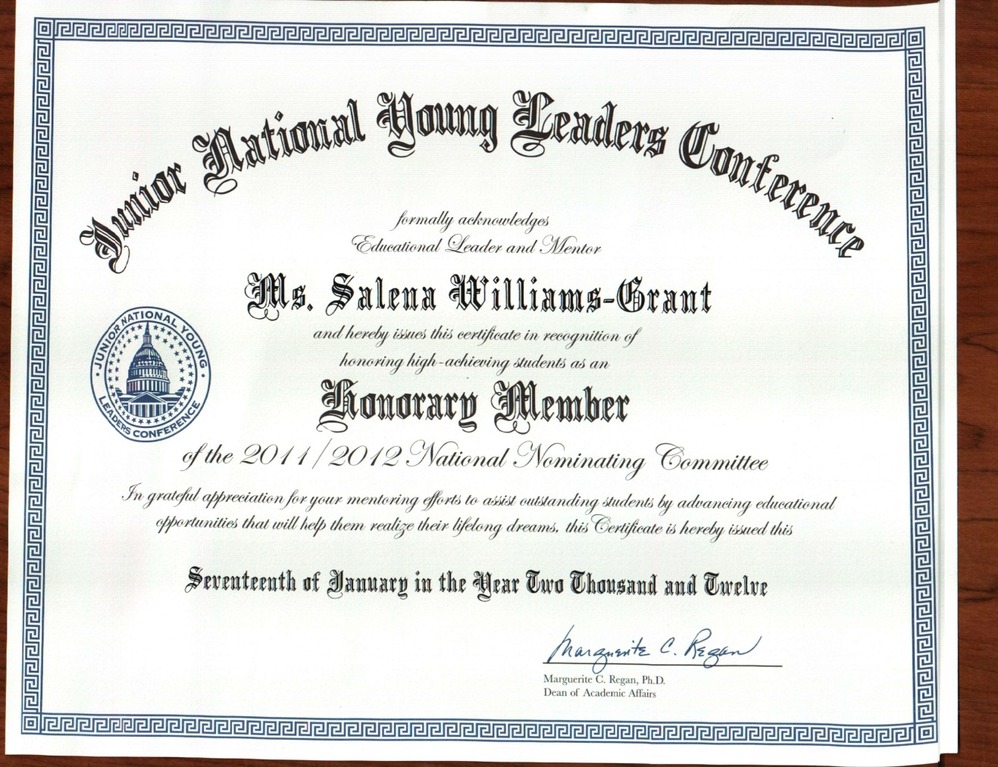 Junior National Young Leaders Conference
formally acknowledges
Educational Leader and Mentor
Ms. Salena Williams-Grant
and hereby issues this certificate in recognition of
honoring high-achieving students as an
Honorary Member
of the 2011/2012 National Nominating Committee
In grateful appreciation for your mentoring efforts to assist outstanding students by advancing educational
opportunities that will help them realize their lifelong dreams, this Certificate is hereby issued this
Seventeenth of January in the Year Two Thousand and Twelve
JUNIOR NATIONAL YOUNG
LEADERS CONFERENCE
Marguerite C. Regan
Marguerite C. Regan, Ph.D.
Dean of Academic Affairs